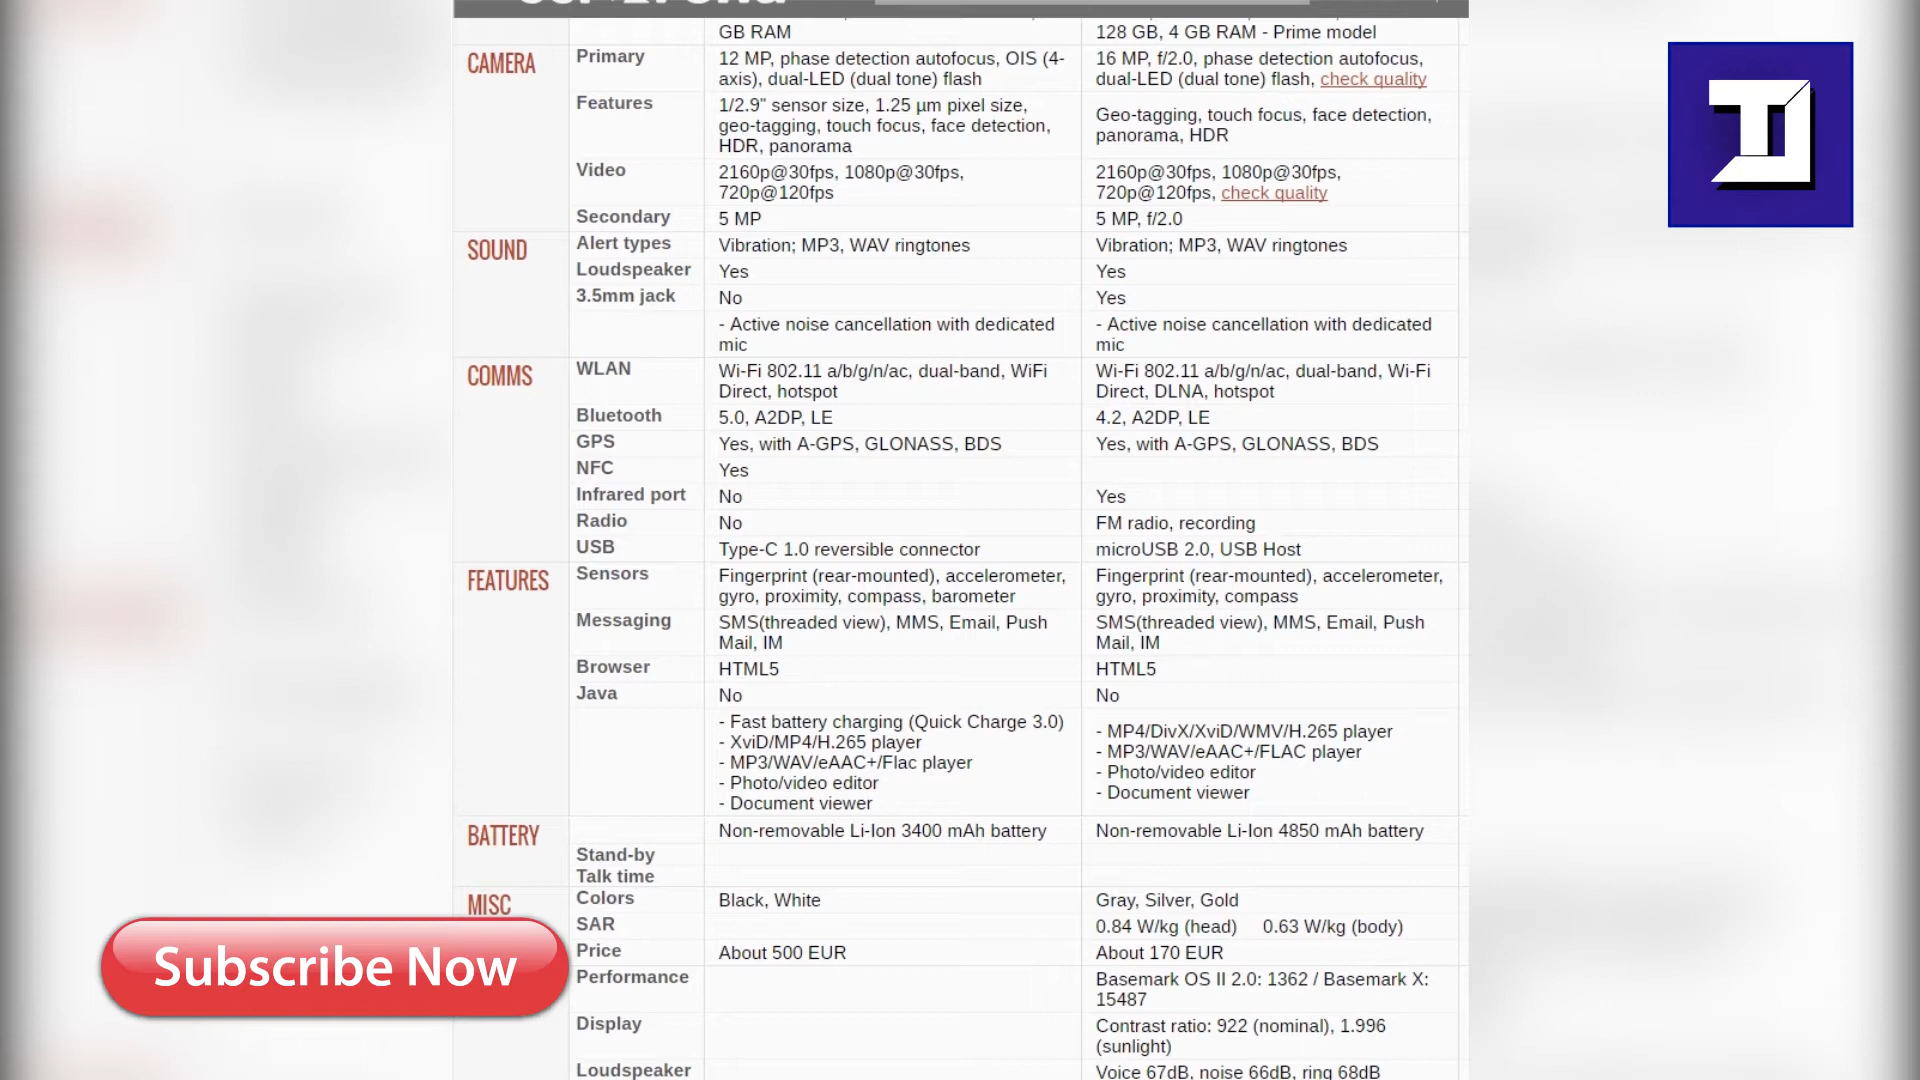 GB RAM
128 GB, 4 GB RAM - Prime model
CAMERA
Primary
12 MP, phase detection autofocus, OIS (4-
axis), dual-LED (dual tone) flash
16 MP, f/2.0, phase detection autofocus,
dual-LED (dual tone) flash, check quality
Features
1/2.9" sensor size, 1.25 µm pixel size,
geo-tagging, touch focus, face detection,
HDR, panorama
Geo-tagging, touch focus, face detection,
panorama, HDR
Video
2160p@30fps, 1080p@30fps,
720p@120fps
2160p@30fps, 1080p@30fps,
720p@120fps, check quality
Secondary
5 MP
5 MP, f/2.0
SOUND
Alert types
Vibration; MP3, WAV ringtones
Vibration; MP3, WAV ringtones
Loudspeaker
Yes
Yes
3.5mm jack
No
Yes
- Active noise cancellation with dedicated
mic
- Active noise cancellation with dedicated
mic
COMMS
WLAN
Wi-Fi 802.11 a/b/g/n/ac, dual-band, WiFi
Direct, hotspot
Wi-Fi 802.11 a/b/g/n/ac, dual-band, Wi-Fi
Direct, DLNA, hotspot
Bluetooth
5.0, A2DP, LE
4.2, A2DP, LE
GPS
Yes, with A-GPS, GLONASS, BDS
Yes, with A-GPS, GLONASS, BDS
NFC
Yes
Infrared port
No
Yes
Radio
No
FM radio, recording
USB
Type-C 1.0 reversible connector
microUSB 2.0, USB Host
FEATURES
Sensors
Fingerprint (rear-mounted), accelerometer,
gyro, proximity, compass, barometer
Fingerprint (rear-mounted), accelerometer,
gyro, proximity, compass
Messaging
SMS(threaded view), MMS, Email, Push
Mail, IM
SMS(threaded view), MMS, Email, Push
Mail, IM
Browser
HTML5
HTML5
Java
No
No
- Fast battery charging (Quick Charge 3.0)
- XviD/MP4/H.265 player
- MP3/WAV/eAAC+/Flac player
- Photo/video editor
- Document viewer
- MP4/DivX/XviD/WMV/H.265 player
- MP3/WAV/eAAC+/FLAC player
- Photo/video editor
- Document viewer
BATTERY
Non-removable Li-Ion 3400 mAh battery
Non-removable Li-Ion 4850 mAh battery
Stand-by
Talk time
MISC
Colors
Black, White
Gray, Silver, Gold
SAR
0.84 W/kg (head) 0.63 W/kg (body)
Price
About 500 EUR
About 170 EUR
Performance
Basemark OS II 2.0: 1362 / Basemark X:
15487
Display
Contrast ratio: 922 (nominal), 1.996
(sunlight)
Loudspeaker
Voice 67dB, noise 66dB, ring 68dB
Subscribe Now
TJ